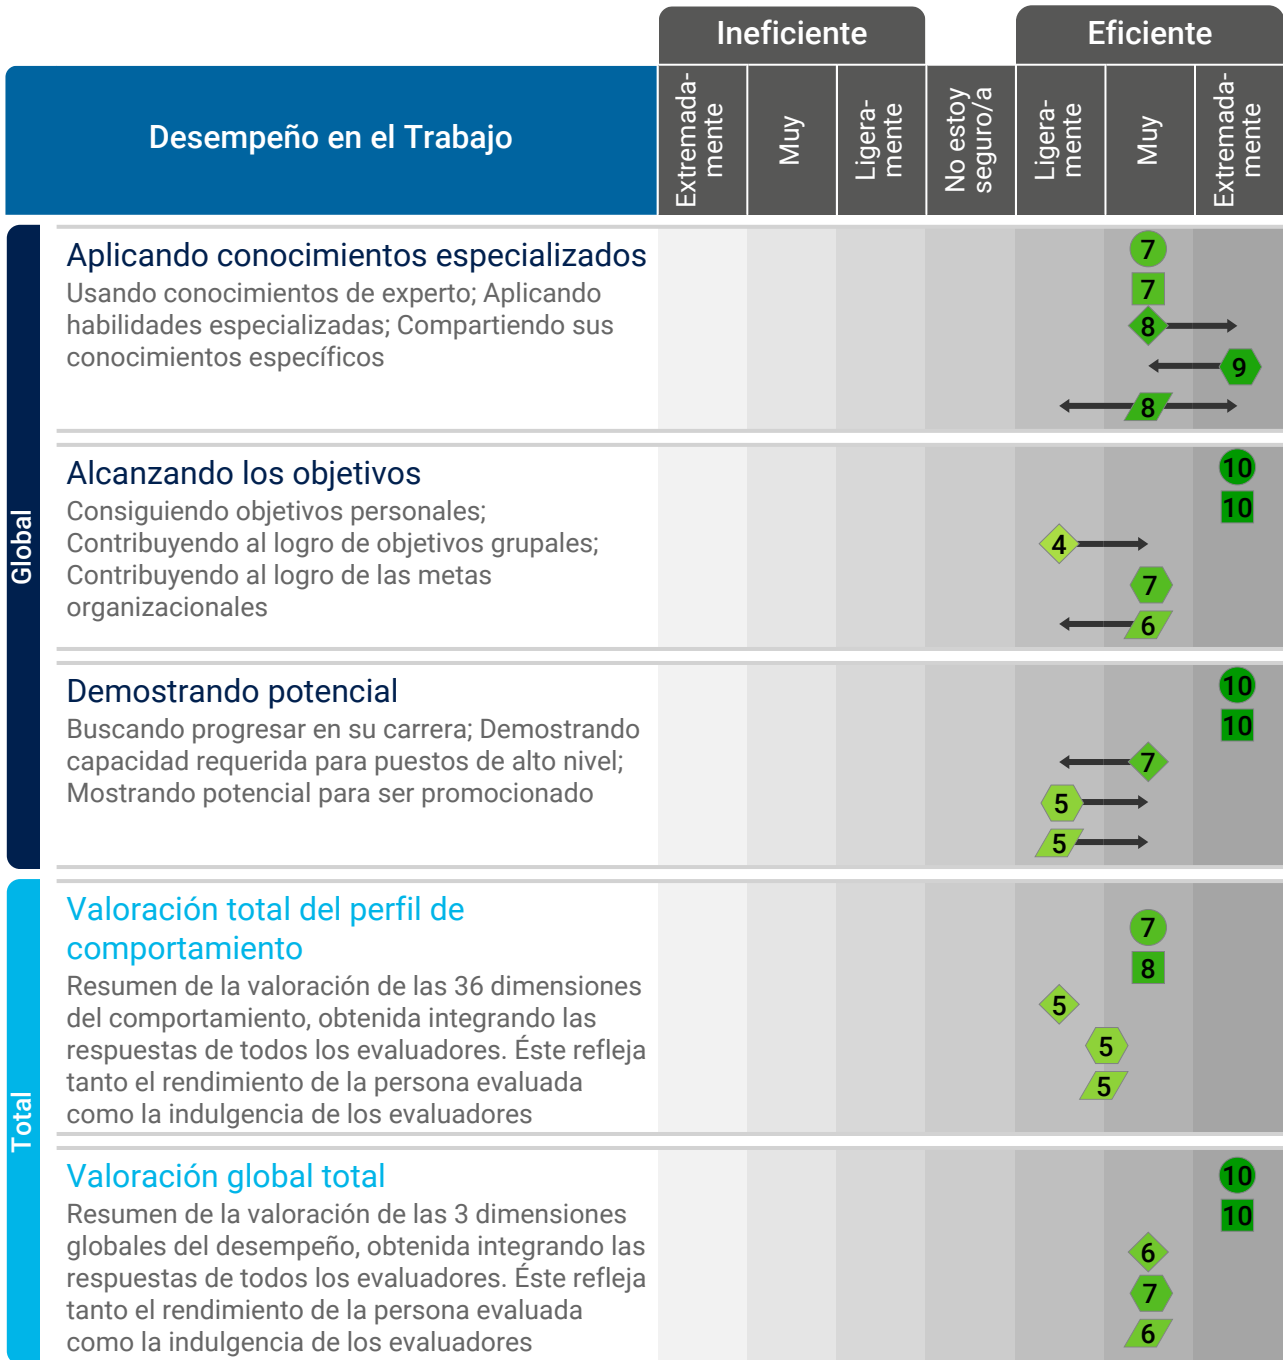 Ineficiente
Eficiente
Desempeño en el Trabajo
Extremada-
mente
Muy
Ligera-
mente
No estoy
seguro/a
Ligera-
mente
Muy
Extremada-
mente
Global
Aplicando conocimientos especializados
Usando conocimientos de experto; Aplicando
habilidades especializadas; Compartiendo sus
conocimientos específicos
7
7
8
9
8
Alcanzando los objetivos
Consiguiendo objetivos personales;
Contribuyendo al logro de objetivos grupales;
Contribuyendo al logro de las metas
organizacionales
10
10
4
7
6
Demostrando potencial
Buscando progresar en su carrera; Demostrando
capacidad requerida para puestos de alto nivel;
Mostrando potencial para ser promocionado
10
10
7
5
5
Total
Valoración total del perfil de
comportamiento
Resumen de la valoración de las 36 dimensiones
del comportamiento, obtenida integrando las
respuestas de todos los evaluadores. Éste refleja
tanto el rendimiento de la persona evaluada
como la indulgencia de los evaluadores
7
8
5
5
5
Valoración global total
Resumen de la valoración de las 3 dimensiones
globales del desempeño, obtenida integrando las
respuestas de todos los evaluadores. Éste refleja
tanto el rendimiento de la persona evaluada
como la indulgencia de los evaluadores
10
10
6
7
6